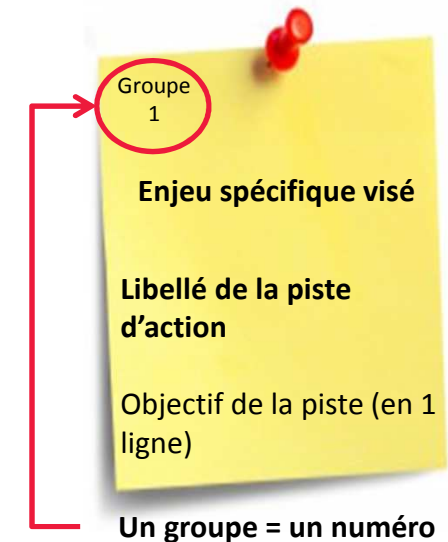 Groupe
1
Enjeu spécifique visé
Libellé de la piste
d’action
Objectif de la piste (en 1
ligne)
Un groupe = un numéro